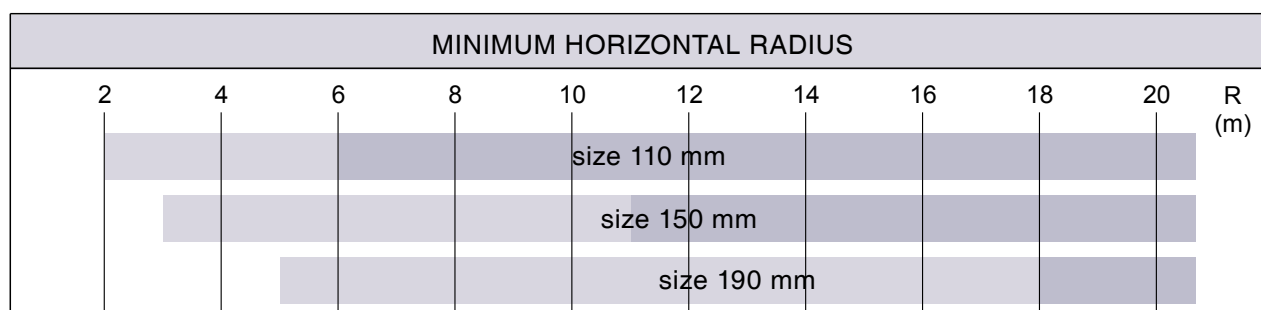 MINIMUM HORIZONTAL RADIUS
2 4 6 8 10 12 14 16 18 20 R
(m)
size 110 mm
size 150 mm
size 190 mm